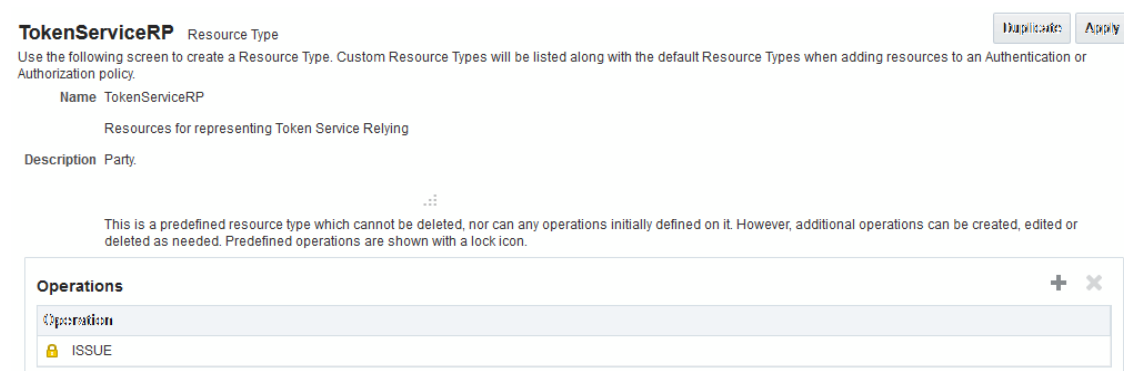 TokenServiceRP Resource Type
Duplicate Apply
Use the following screen to create a Resource Type. Custom Resource Types will be listed along with the default Resource Types when adding resources to an Authentication or
Authorization policy.
Name TokenServiceRP
Resources for representing Token Service Relying
Description Party.
This is a predefined resource type which cannot be deleted, nor can any operations initially defined on it. However, additional operations can be created, edited or
deleted as needed. Predefined operations are shown with a lock icon.
Operations
Operation
ISSUE